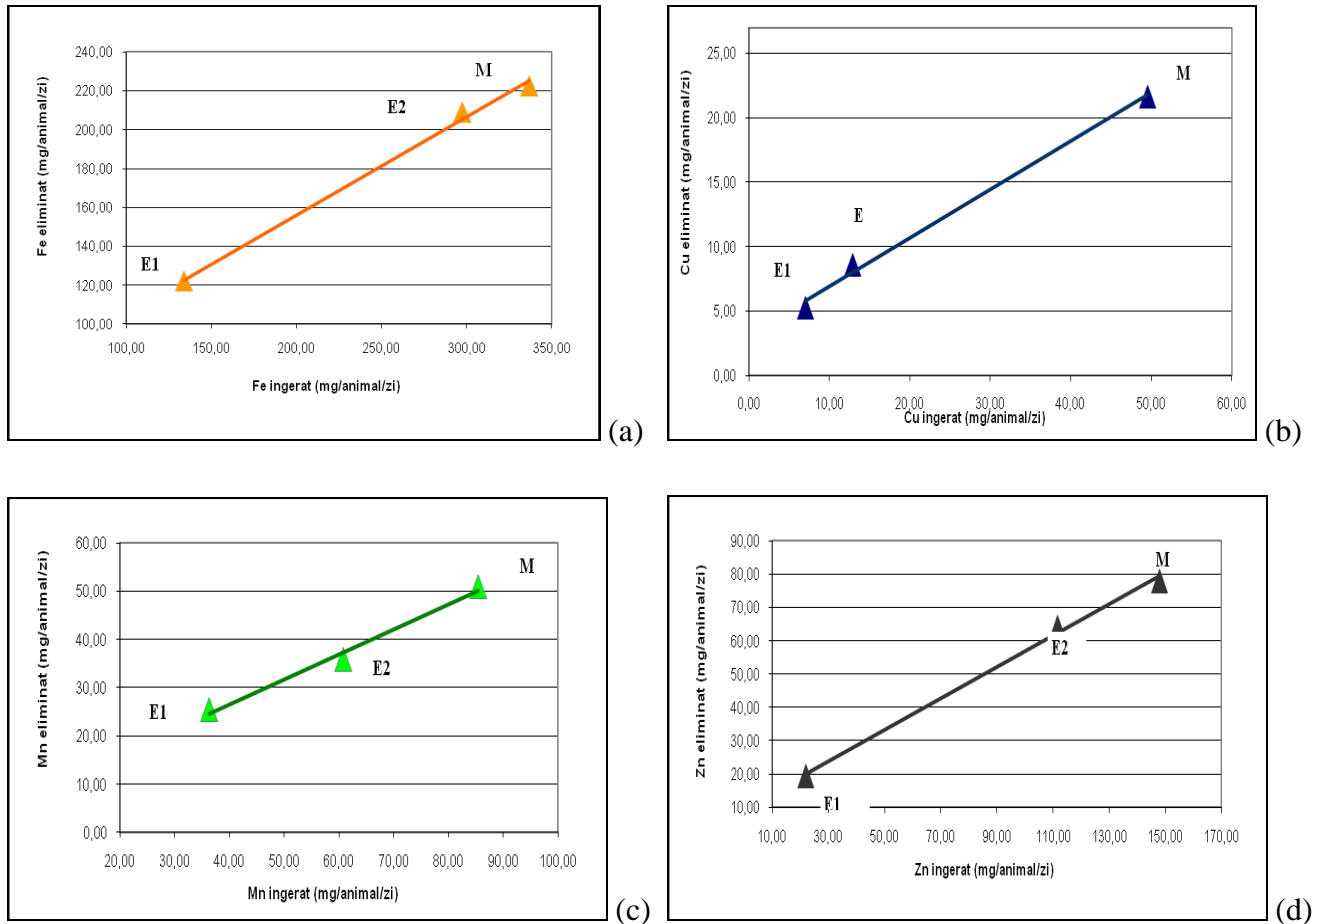 240,00
220,00
200,00
180,00
160,00
140,00
120,00
100,00
Fe eliminat (mg/animal/zi)
M
E2
E1
100,00 150,00 200,00 250,00 300,00 350,00
Fe ingerat (mg/animal/zi)
(a)
25,00
20,00
15,00
10,00
5,00
0,00
Cu eliminat (mg/animal/zi)
M
E
E1
0,00 10,00 20,00 30,00 40,00 50,00 60,00
Cu ingerat (mg/animal/zi)
(b)
60,00
50,00
40,00
30,00
20,00
10,00
0,00
Mn eliminat (mg/animal/zi)
M
E2
E1
20,00 30,00 40,00 50,00 60,00 70,00 80,00 90,00 100,00
Mn ingerat (mg/animal/zi)
(c)
90,00
80,00
70,00
60,00
50,00
40,00
30,00
20,00
10,00
Zn eliminat (mg/animal/zi)
M
E2
E1
10,00 30,00 50,00 70,00 90,00 110,00 130,00 150,00 170,00
Zn ingerat (mg/animal/zi)
(d)